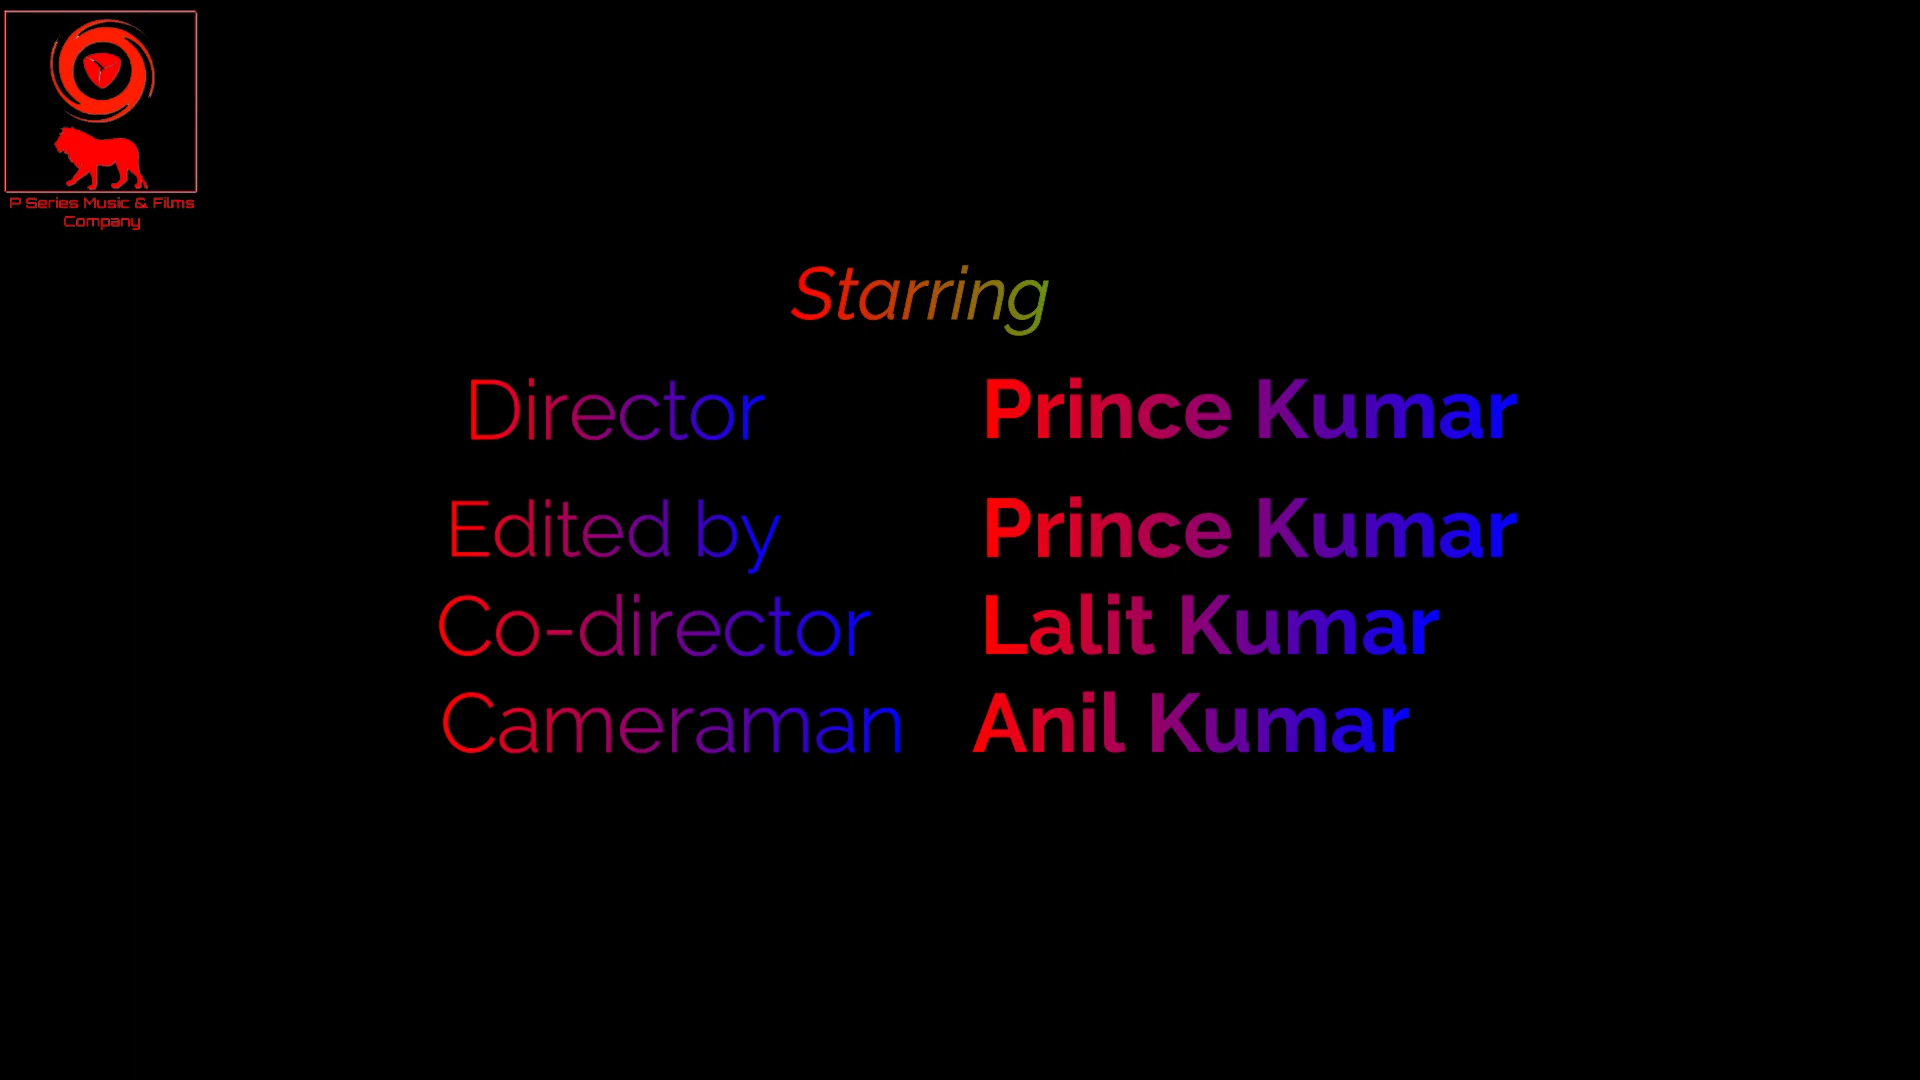 P Series Music & Films
Company
Starring
Director Prince Kumar
Edited by Prince Kumar
Co-director Lalit Kumar
Cameraman Anil Kumar